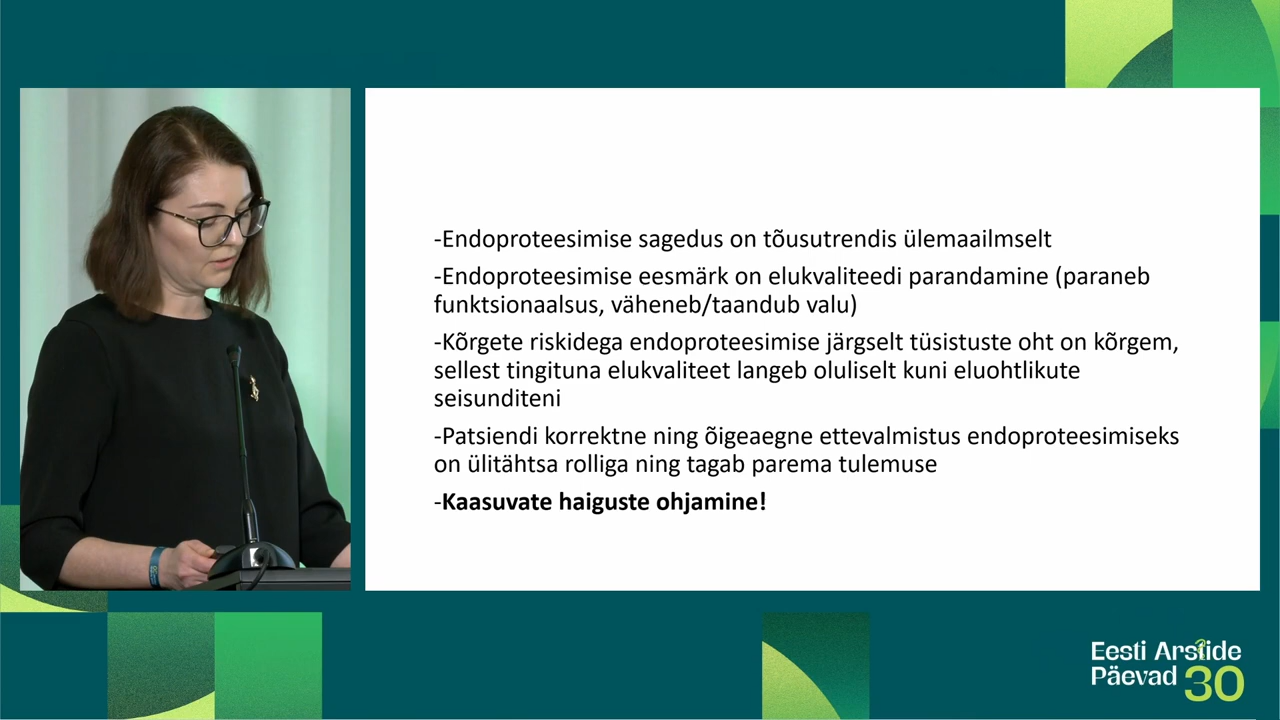 -Endoproteesimise sagedus on tõusutrendis ülemaailmselt
-Endoproteesimise eesmärk on elukvaliteedi parandamine (paraneb
funktsionaalsus, väheneb/taandub valu)
-Kõrgete riskidega endoproteesimise järgselt tüsistuste oht on kõrgem,
sellest tingituna elukvaliteet langeb oluliselt kuni eluohtlikute
seisunditeni
-Patsiendi korrektne ning õigeaegne ettevalmistus endoproteesimiseks
on ülitähtsa rolliga ning tagab parema tulemuse
-Kaasuvate haiguste ohjamine!
Eesti Arstide
Päevad 30